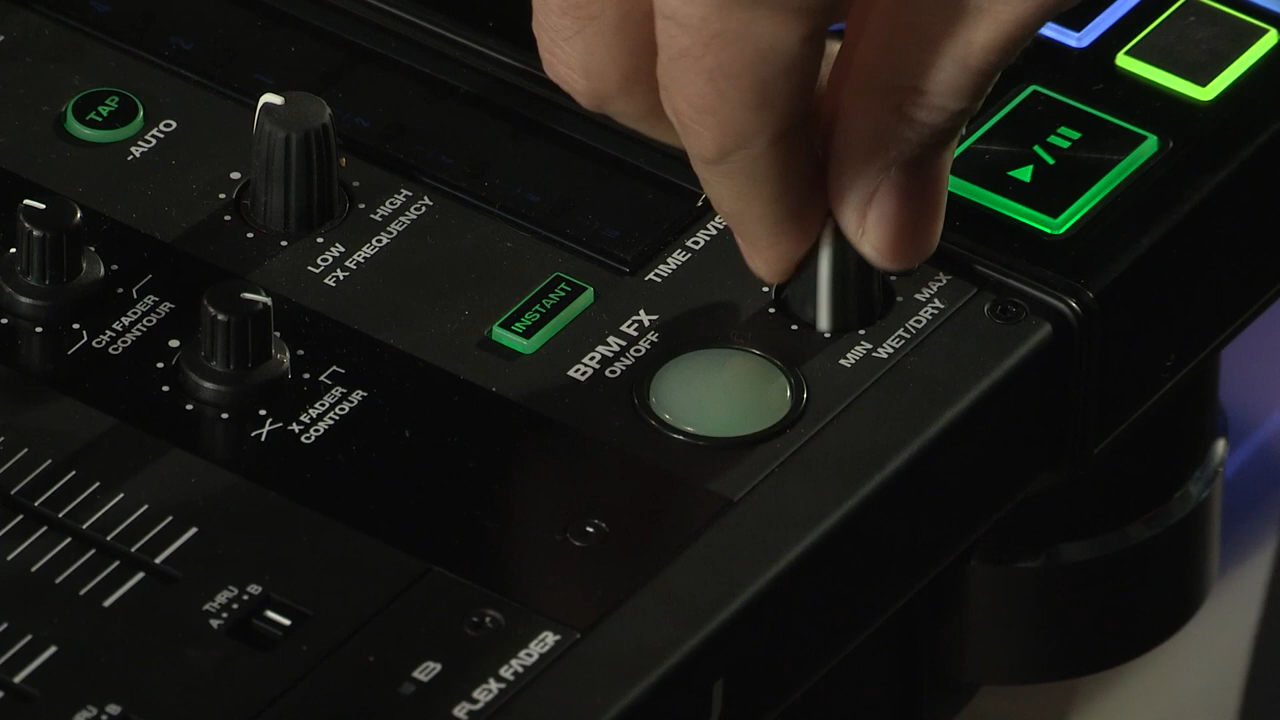 TAP
-AUTO
LOW
HIGH
FX FREQUENCY
CH FADER
CONTOUR
X FADER
CONTOUR
INSTANT
TIME
BPM FX
ON/OFF
MIN
MAX
WET/DRY
THRU
A
B
B
FLEX FADER
B